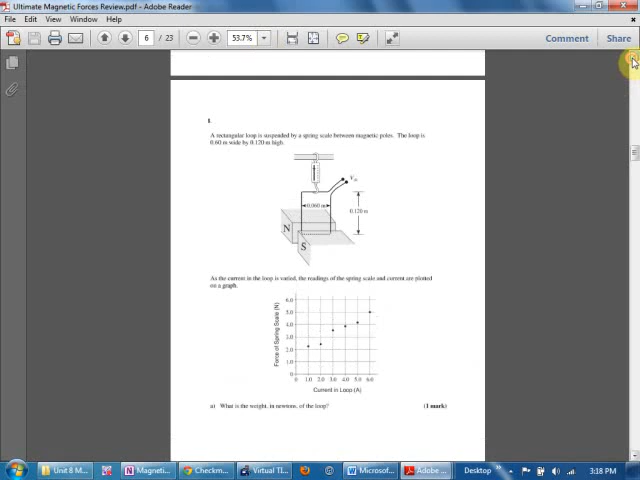 Ultimate Magnetic Forces Review.pdf - Adobe Reader
File Edit View Window Help
6 / 23 53.7% Comment Share
1.
A rectangular loop is suspended by a spring scale between magnetic poles. The loop is
0.60 m wide by 0.120 m high.
0.060 m
0.120 m
N
S
As the current in the loop is varied, the readings of the spring scale and current are plotted
on a graph.
Force of Spring Scale (N)
6.0
5.0
4.0
3.0
2.0
1.0
0
0 1.0 2.0 3.0 4.0 5.0 6.0
Current in Loop (A)
a) What is the weight, in newtons, of the loop? (1 mark)
Unit 8 M... Magneti... Checkm... Virtual TI... Microsof... Adobe R... Desktop 3:18 PM